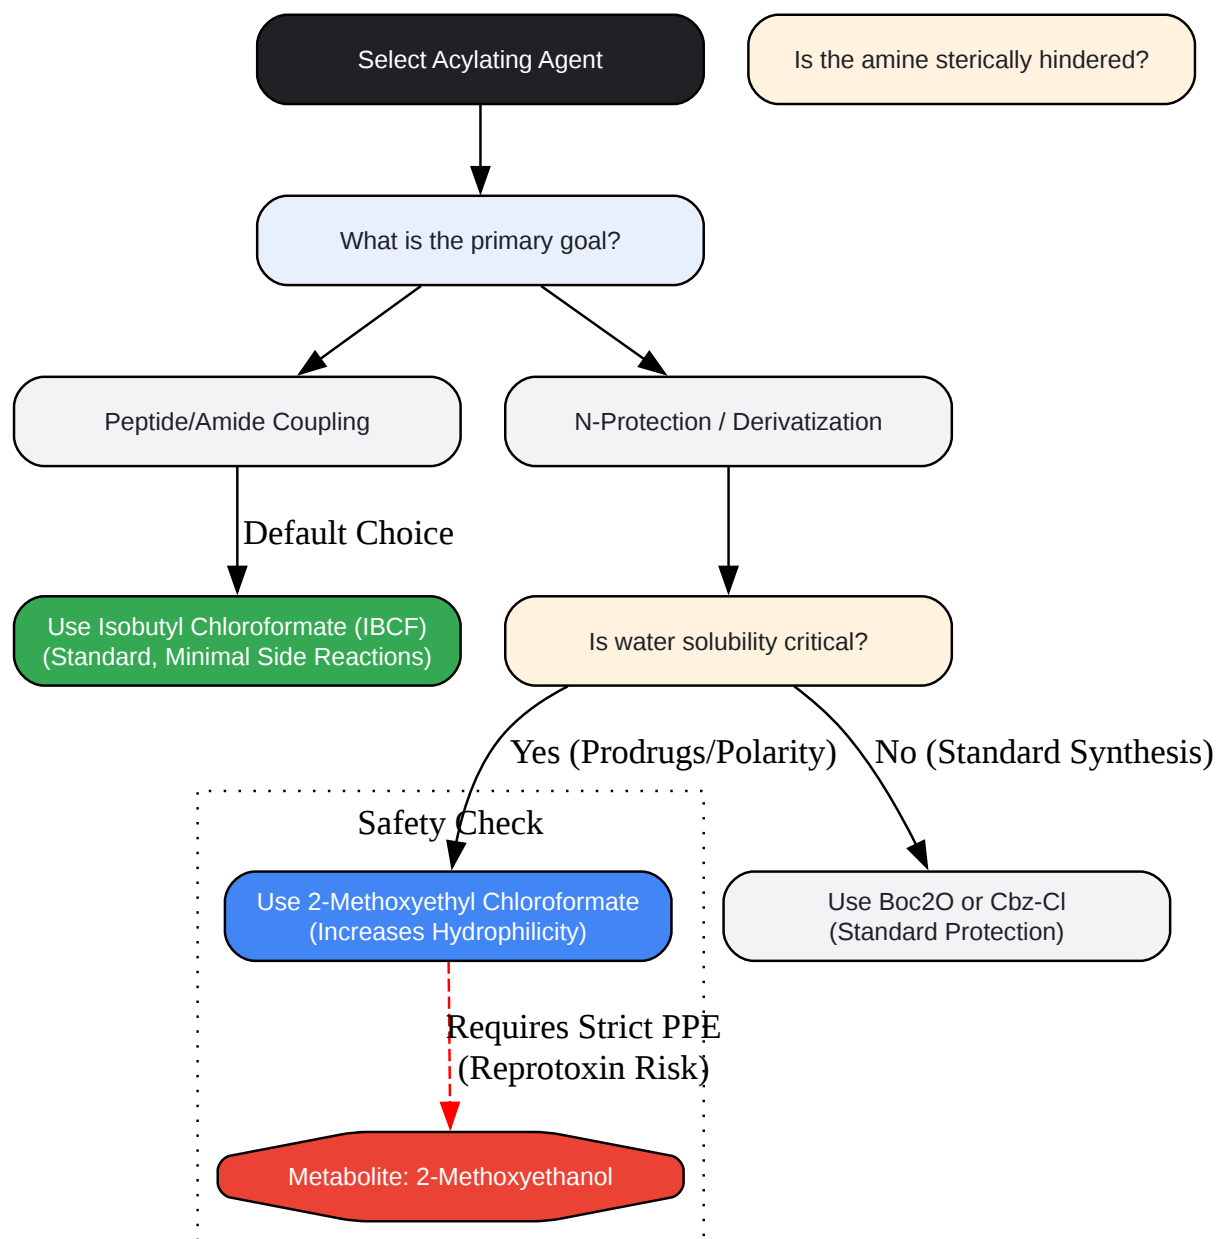 Select Acylating Agent
Is the amine sterically hindered?
What is the primary goal?
Peptide/Amide Coupling
N-Protection / Derivatization
Default Choice
Use Isobutyl Chloroformate (IBCF)
(Standard, Minimal Side Reactions)
Is water solubility critical?
Yes (Prodrugs/Polarity)
No (Standard Synthesis)
Safety Check
Use 2-Methoxyethyl Chloroformate
(Increases Hydrophilicity)
Use Boc2O or Cbz-Cl
(Standard Protection)
Requires Strict PPE
(Reprotoxin Risk)
Metabolite: 2-Methoxyethanol